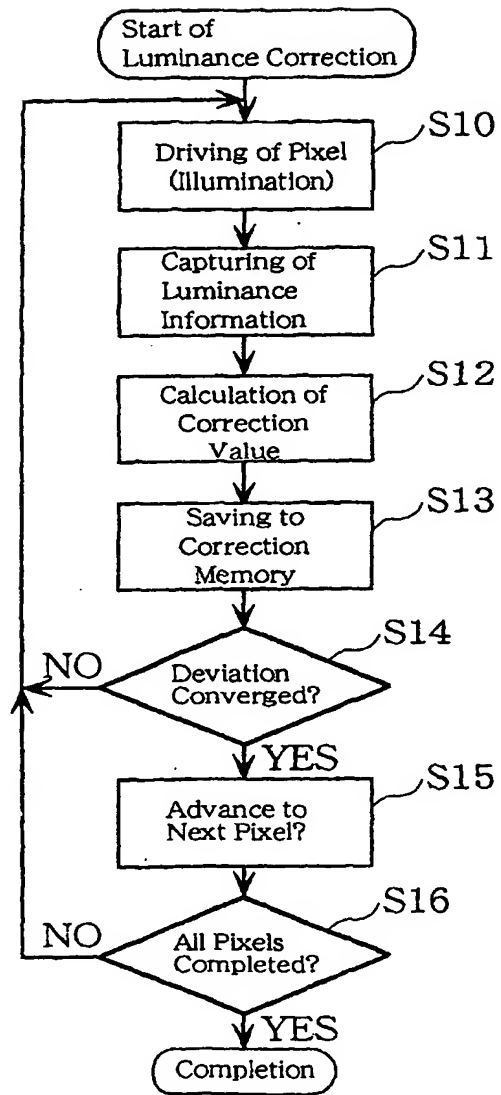 Start of
Luminance Correction
S10
Driving of Pixel
(Illumination)
S11
Capturing of
Luminance
Information
S12
Calculation of
Correction
Value
S13
Saving to
Correction
Memory
S14
NO
Deviation
Converged?
YES
S15
Advance to
Next Pixel?
S16
NO
All Pixels
Completed?
YES
Completion